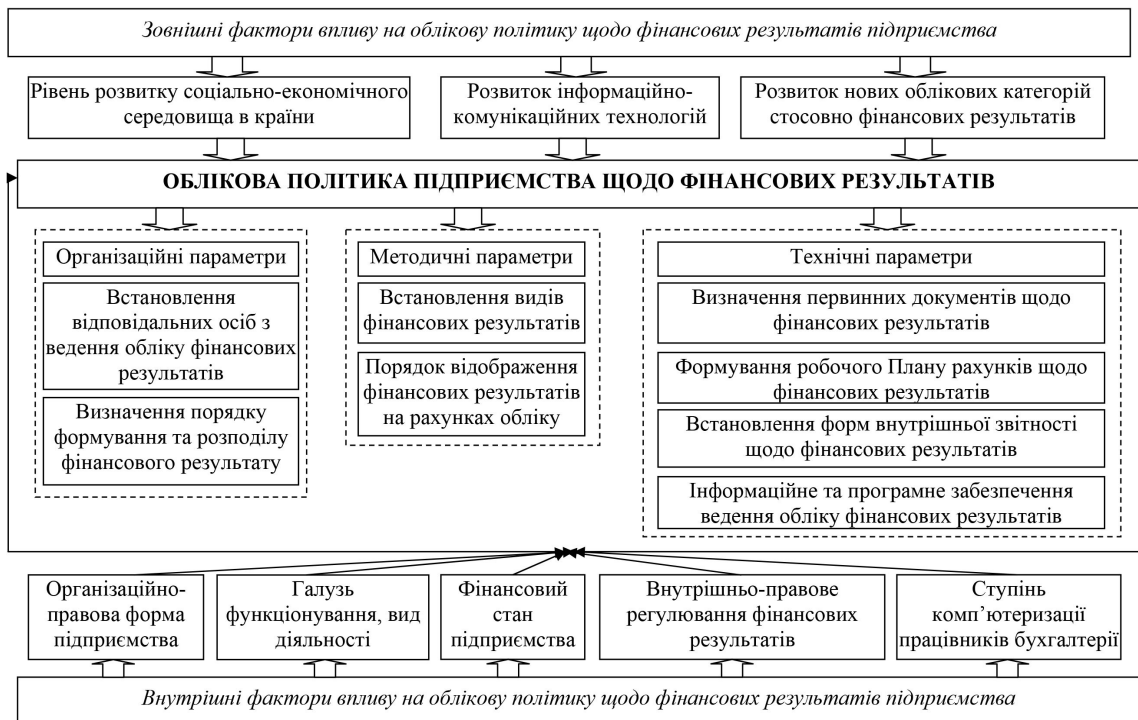 Зовнішні фактори впливу на облікову політику щодо фінансових результатів підприємства
Рівень розвитку соціально-економічного
середовища в країни
Розвиток інформаційно-
комунікаційних технологій
Розвиток нових облікових категорій
стосовно фінансових результатів
ОБЛІКОВА ПОЛІТИКА ПІДПРИЄМСТВА ЩОДО ФІНАНСОВИХ РЕЗУЛЬТАТІВ
Організаційні параметри
Встановлення
відповідальних осіб з
ведення обліку фінансових
результатів
Визначення порядку
формування та розподілу
фінансового результату
Методичні параметри
Встановлення видів
фінансових результатів
Порядок відображення
фінансових результатів
на рахунках обліку
Технічні параметри
Визначення первинних документів щодо
фінансових результатів
Формування робочого Плану рахунків щодо
фінансових результатів
Встановлення форм внутрішньої звітності
щодо фінансових результатів
Інформаційне та програмне забезпечення
ведення обліку фінансових результатів
Організаційно-
правова форма
підприємства
Галузь
функціонування, вид
діяльності
Фінансовий
стан
підприємства
Внутрішньо-правове
регулювання фінансових
результатів
Ступінь
комп’ютеризації
працівників бухгалтерії
Внутрішні фактори впливу на облікову політику щодо фінансових результатів підприємства